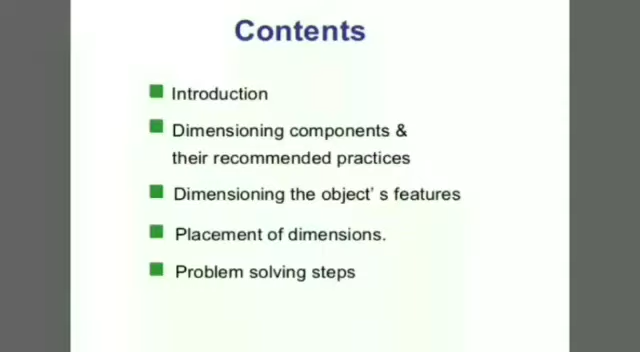 Contents
Introduction
Dimensioning components &
their recommended practices
Dimensioning the object’ s features
Placement of dimensions.
Problem solving steps